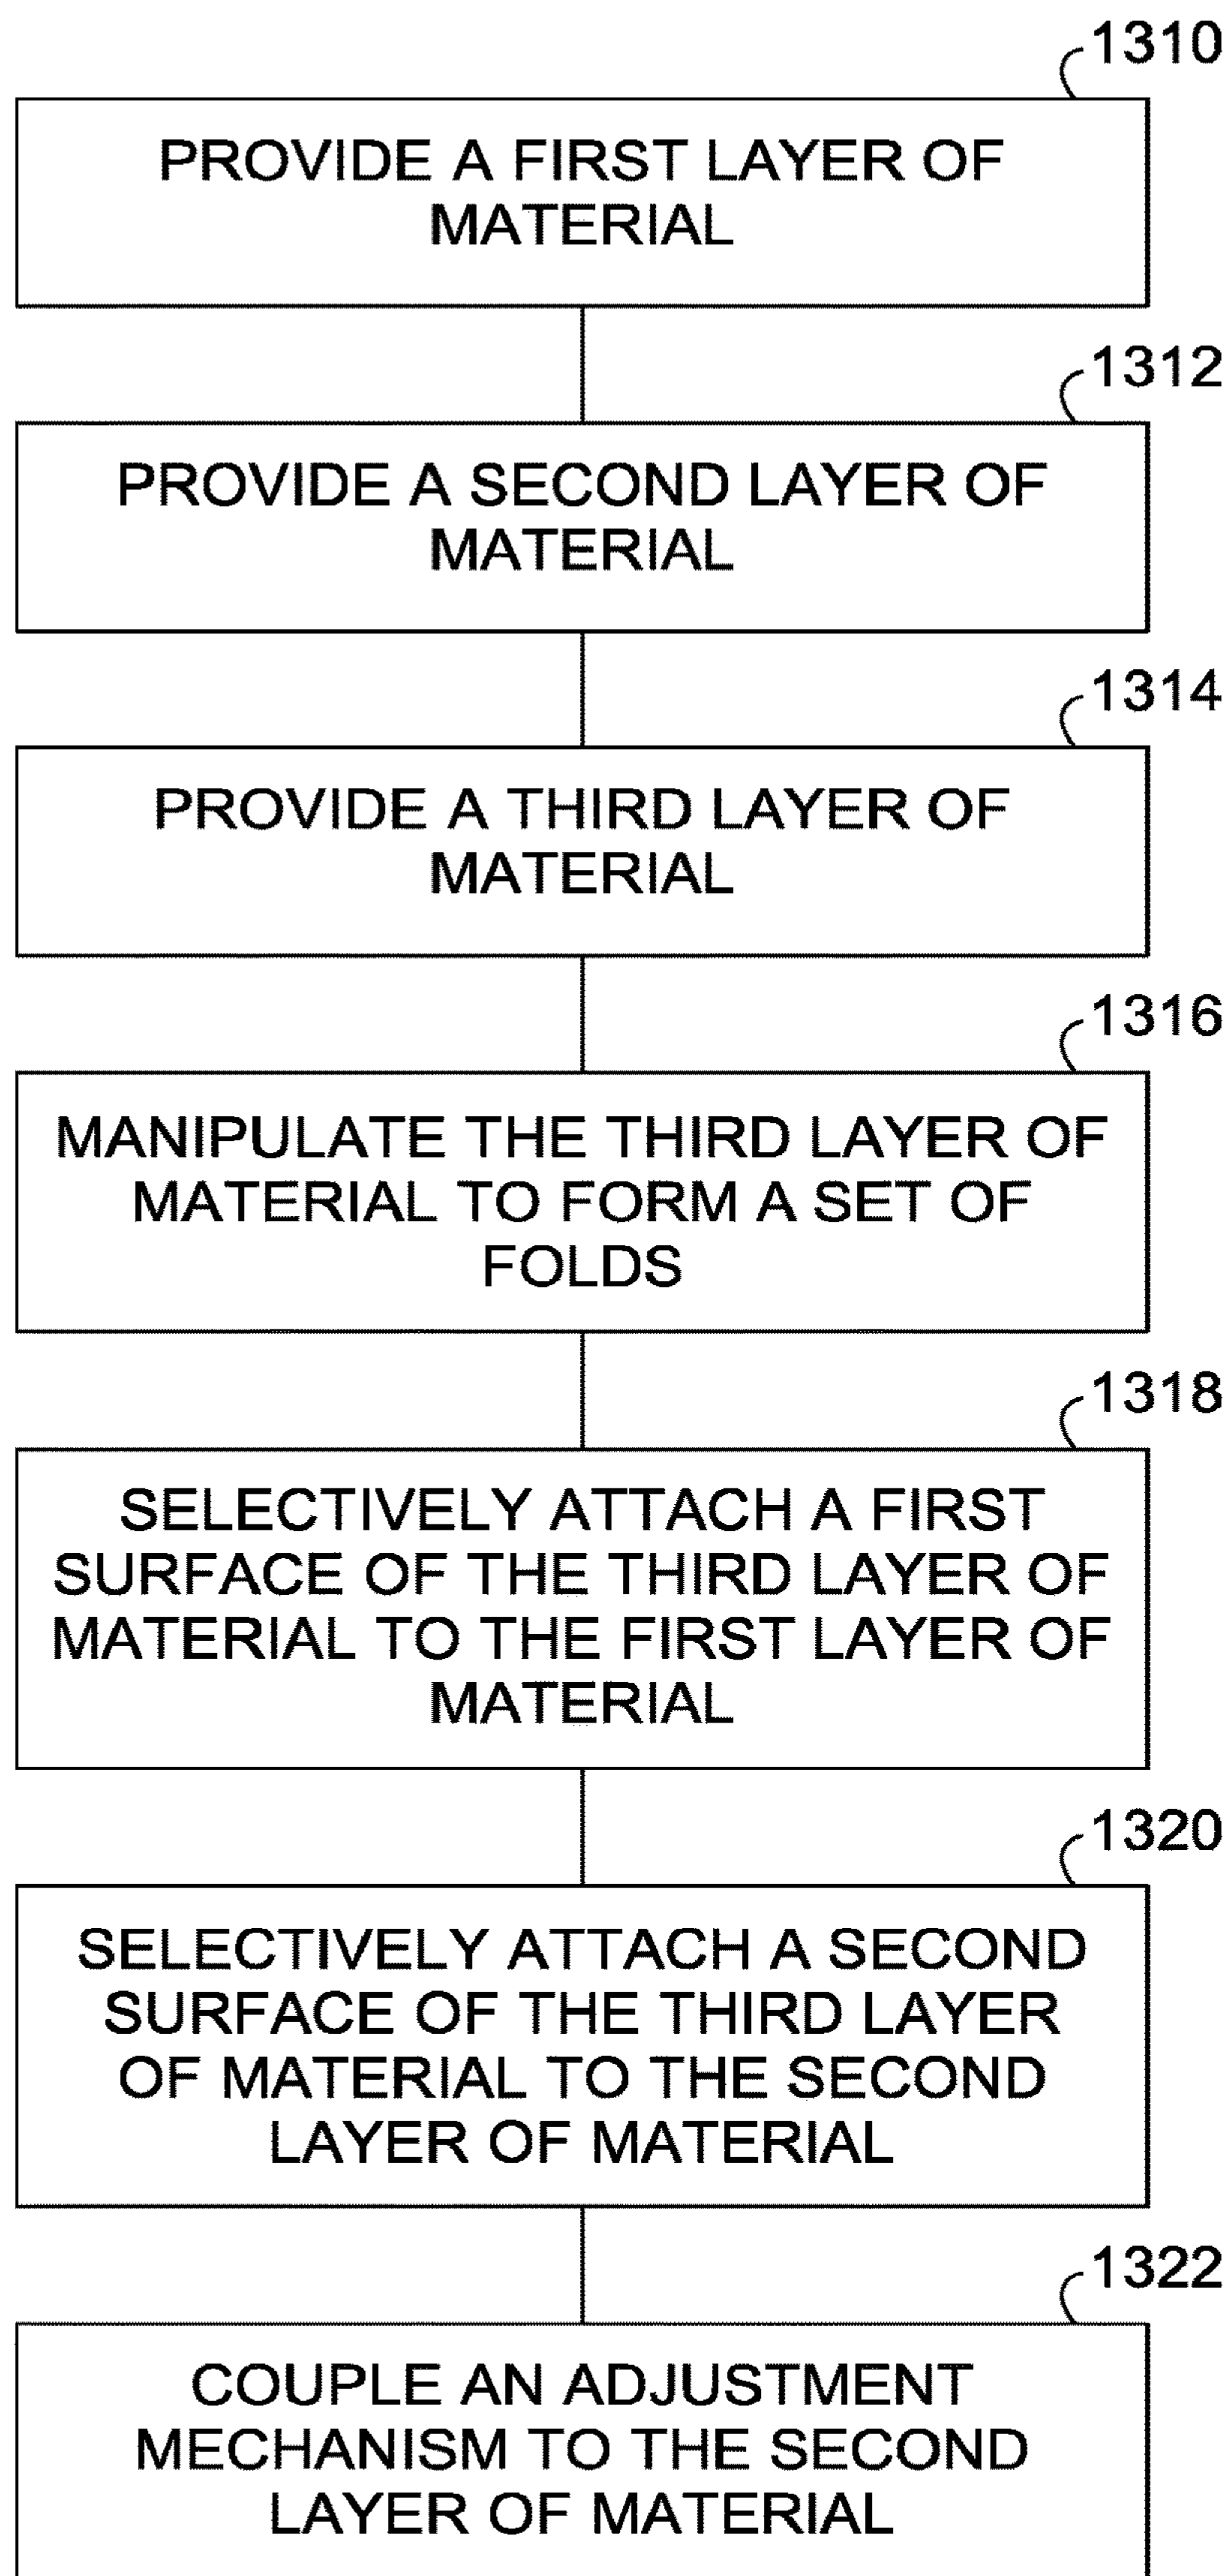 1310
PROVIDE A FIRST LAYER OF
MATERIAL
1312
PROVIDE A SECOND LAYER OF
MATERIAL
1314
PROVIDE A THIRD LAYER OF
MATERIAL
1316
MANIPULATE THE THIRD LAYER OF
MATERIAL TO FORM A SET OF
FOLDS
1318
SELECTIVELY ATTACH A FIRST
SURFACE OF THE THIRD LAYER OF
MATERIAL TO THE FIRST LAYER OF
MATERIAL
1320
SELECTIVELY ATTACH A SECOND
SURFACE OF THE THIRD LAYER
OF MATERIAL TO THE SECOND
LAYER OF MATERIAL
1322
COUPLE AN ADJUSTMENT
MECHANISM TO THE SECOND
LAYER OF MATERIAL